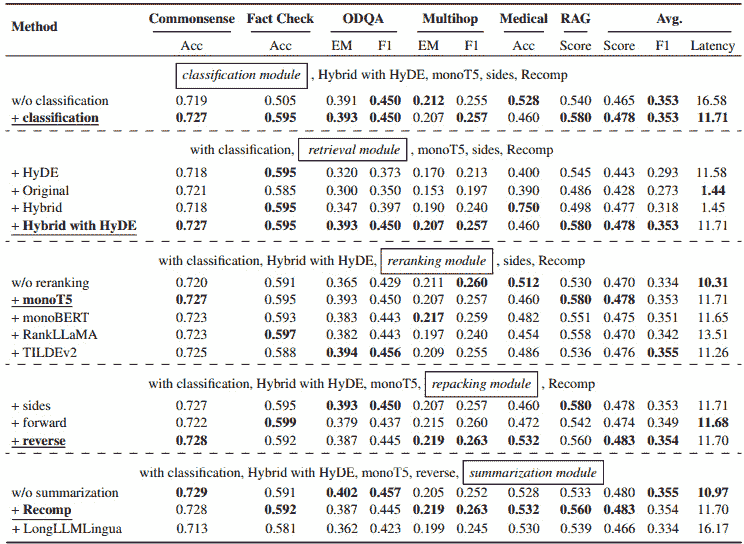 Method Commonsense Fact Check ODQA Multihop Medical RAG Avg.
Acc Acc EM F1 EM F1 Acc Score Score F1 Latency
classification module , Hybrid with HyDE, monoT5, sides, Recomp
w/o classification 0.719 0.505 0.391 0.450 0.212 0.255 0.528 0.540 0.465 0.353 16.58
+ classification 0.727 0.595 0.393 0.450 0.207 0.257 0.460 0.580 0.478 0.353 11.71
with classification, retrieval module , monoT5, sides, Recomp
+ HyDE 0.718 0.595 0.320 0.373 0.170 0.213 0.400 0.545 0.443 0.293 11.58
+ Original 0.721 0.585 0.300 0.350 0.153 0.197 0.390 0.486 0.428 0.273 1.44
+ Hybrid 0.718 0.595 0.347 0.397 0.190 0.240 0.750 0.498 0.477 0.318 1.45
+ Hybrid with HyDE 0.727 0.595 0.393 0.450 0.207 0.257 0.460 0.580 0.478 0.353 11.71
with classification, Hybrid with HyDE, reranking module , sides, Recomp
w/o reranking 0.720 0.591 0.365 0.429 0.211 0.260 0.512 0.530 0.470 0.334 10.31
+ monoT5 0.727 0.595 0.393 0.450 0.207 0.257 0.460 0.580 0.478 0.353 11.71
+ monoBERT 0.723 0.593 0.383 0.443 0.217 0.259 0.482 0.551 0.475 0.351 11.65
+ RankLLaMA 0.723 0.597 0.382 0.443 0.197 0.240 0.454 0.558 0.470 0.342 13.51
+ TILDEv2 0.725 0.588 0.394 0.456 0.209 0.255 0.486 0.536 0.476 0.355 11.26
with classification, Hybrid with HyDE, monoT5, repacking module , Recomp
+ sides 0.727 0.595 0.393 0.450 0.207 0.257 0.460 0.580 0.478 0.353 11.71
+ forward 0.722 0.599 0.379 0.437 0.215 0.260 0.472 0.542 0.474 0.349 11.68
+ reverse 0.728 0.592 0.387 0.445 0.219 0.263 0.532 0.560 0.483 0.354 11.70
with classification, Hybrid with HyDE, monoT5, reverse, summarization module
w/o summarization 0.729 0.591 0.402 0.457 0.205 0.252 0.528 0.533 0.480 0.355 10.97
+ Recomp 0.728 0.592 0.387 0.445 0.219 0.263 0.532 0.560 0.483 0.354 11.70
+ LongLLMLingua 0.713 0.581 0.362 0.423 0.199 0.245 0.530 0.539 0.466 0.334 16.17